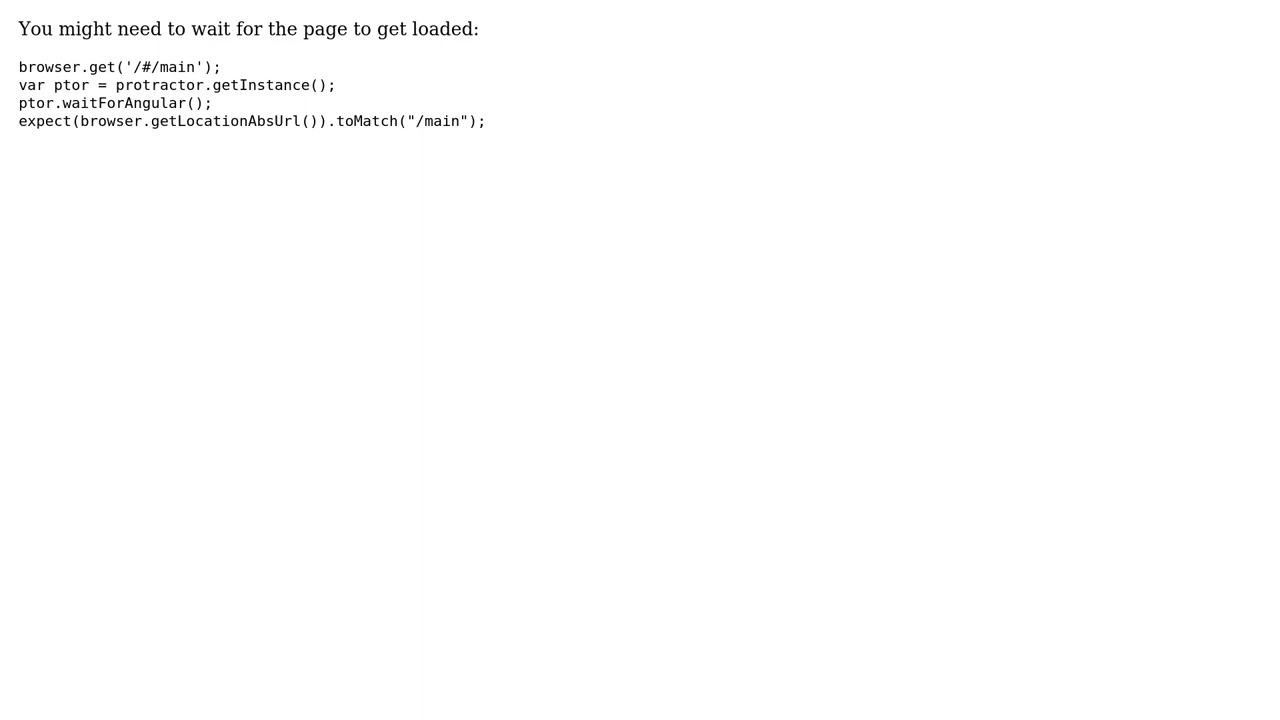 You might need to wait for the page to get loaded:
browser.get('/#/main');
var ptor = protractor.getInstance();
ptor.waitForAngular();
expect(browser.getLocationAbsUrl()).toMatch("/main");